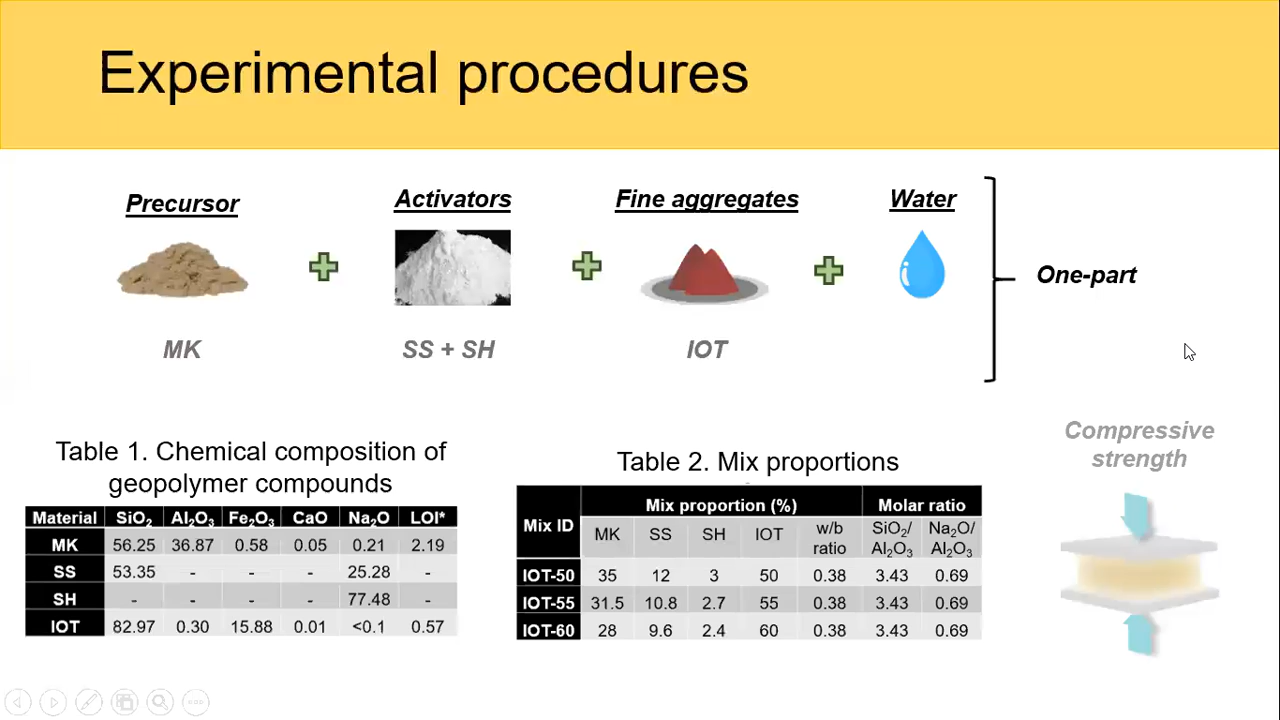 Experimental procedures
Precursor
Activators
Fine aggregates
Water
One-part
MK
SS + SH
IOT
Table 1. Chemical composition of
geopolymer compounds
Material SiO₂ Al₂O₃ Fe₂O₃ CaO Na₂O LOI*
MK 56.25 36.87 0.58 0.05 0.21 2.19
SS 53.35 - - - 25.28 -
SH - - - - 77.48 -
IOT 82.97 0.30 15.88 0.01 <0.1 0.57
Table 2. Mix proportions
Mix ID Mix proportion (%) Molar ratio
MK SS SH IOT w/b ratio SiO₂/Al₂O₃ Na₂O/Al₂O₃
IOT-50 35 12 3 50 0.38 3.43 0.69
IOT-55 31.5 10.8 2.7 55 0.38 3.43 0.69
IOT-60 28 9.6 2.4 60 0.38 3.43 0.69
Compressive
strength